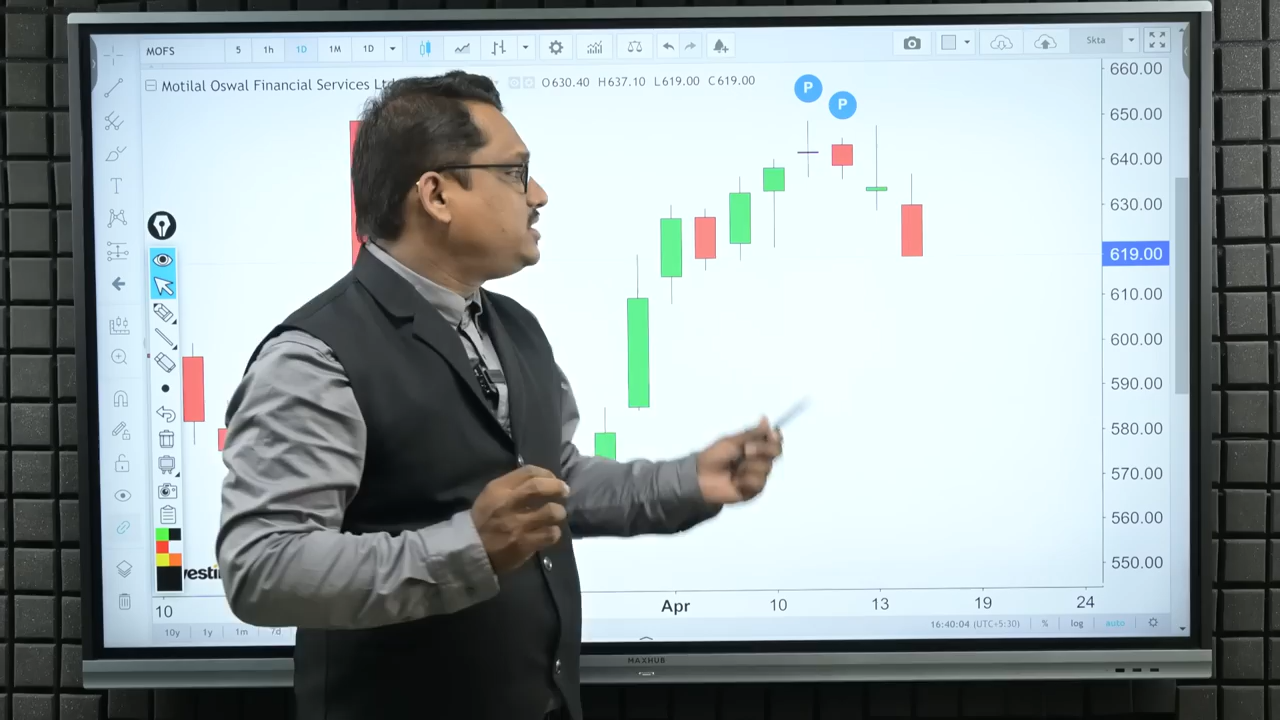 MOFS 5 1h 1D 1M 1D Skta
Motilal Oswal Financial Services Lt O630.40 H637.10 L619.00 C619.00
P
P
660.00
650.00
640.00
630.00
619.00
610.00
600.00
590.00
580.00
570.00
560.00
550.00
vesti
10 Apr 10 13 19 24
10y 1y 1m 7d 16:40:04 (UTC+5:30) % log auto
MAXHUB